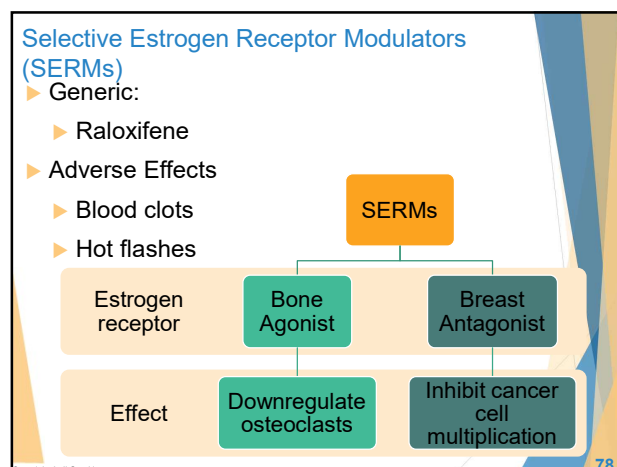 Selective Estrogen Receptor Modulators
(SERMs)
Generic:
Raloxifene
Adverse Effects
Blood clots
Hot flashes
SERMs
Estrogen
receptor
Bone
Agonist
Breast
Antagonist
Effect
Downregulate
osteoclasts
Inhibit cancer
cell
multiplication
78